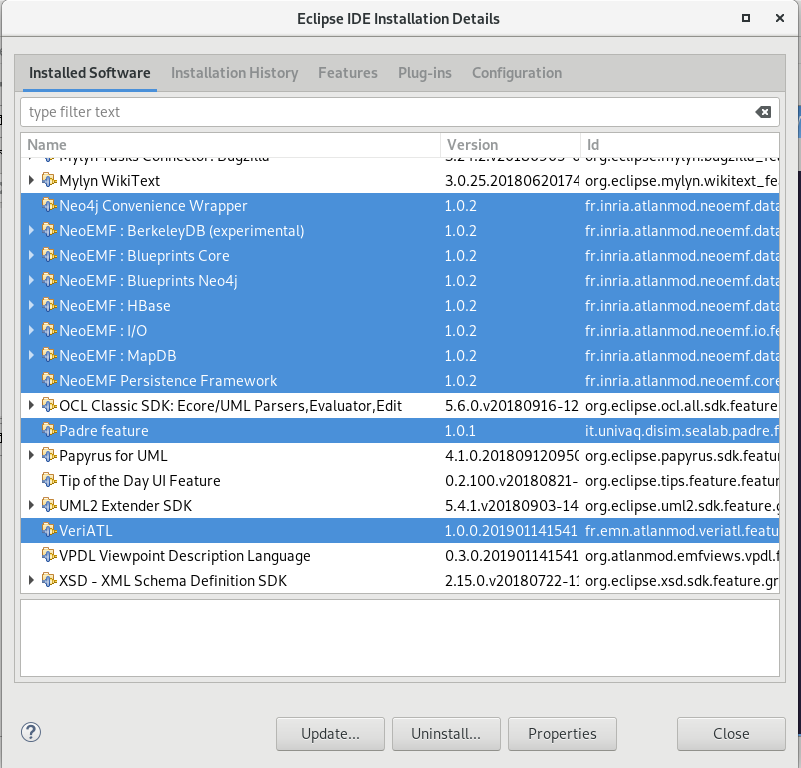 Eclipse IDE Installation Details
Installed Software Installation History Features Plug-ins Configuration
type filter text
Name Version Id
Mylyn Tasks Connector: Bugzilla
Mylyn WikiText 3.0.25.20180620174 org.eclipse.mylyn.wikitext_fe
Neo4j Convenience Wrapper 1.0.2 fr.inria.atlanmod.neoemf.data
NeoEMF : BerkeleyDB (experimental) 1.0.2 fr.inria.atlanmod.neoemf.data
NeoEMF : Blueprints Core 1.0.2 fr.inria.atlanmod.neoemf.data
NeoEMF : Blueprints Neo4j 1.0.2 fr.inria.atlanmod.neoemf.data
NeoEMF : HBase 1.0.2 fr.inria.atlanmod.neoemf.data
NeoEMF : I/O 1.0.2 fr.inria.atlanmod.neoemf.io.fe
NeoEMF : MapDB 1.0.2 fr.inria.atlanmod.neoemf.data
NeoEMF Persistence Framework 1.0.2 fr.inria.atlanmod.neoemf.core
OCL Classic SDK: Ecore/UML Parsers,Evaluator,Edit 5.6.0.v20180916-12 org.eclipse.ocl.all.sdk.feature
Padre feature 1.0.1 it.univaq.disim.sealab.padre.f
Papyrus for UML 4.1.0.201809120950 org.eclipse.papyrus.sdk.featur
Tip of the Day UI Feature 0.2.100.v20180821- org.eclipse.tips.feature.featur
UML2 Extender SDK 5.4.1.v20180903-14 org.eclipse.uml2.sdk.feature.g
VeriATL 1.0.0.201901141541 fr.emn.atlanmod.veriatl.featu
VPDL Viewpoint Description Language 0.3.0.201901141541 org.atlanmod.emfviews.vpdl.f
XSD - XML Schema Definition SDK 2.15.0.v20180722-11 org.eclipse.xsd.sdk.feature.gr
Update... Uninstall... Properties Close